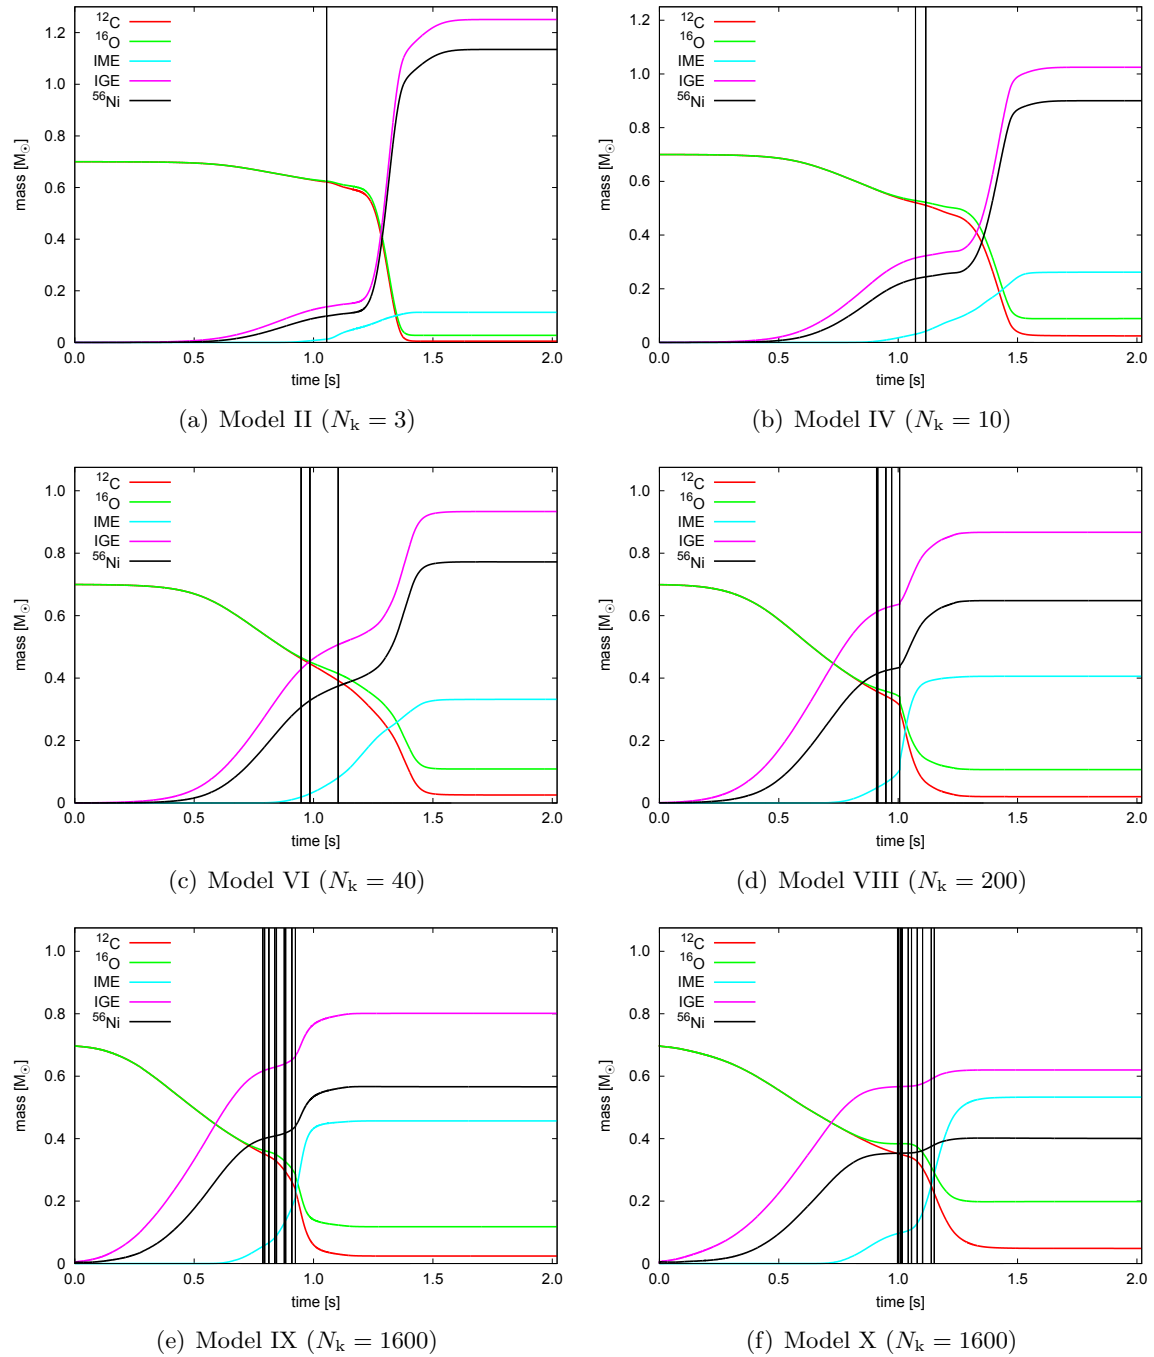 ¹²C
¹⁶O
IME
IGE
⁵⁶Ni
mass [M☉]
0
0.2
0.4
0.6
0.8
1.0
1.2
0.0 0.5 1.0 1.5 2.0
time [s]
(a) Model II (Nk = 3)
¹²C
¹⁶O
IME
IGE
⁵⁶Ni
mass [M☉]
0
0.2
0.4
0.6
0.8
1.0
1.2
0.0 0.5 1.0 1.5 2.0
time [s]
(b) Model IV (Nk = 10)
¹²C
¹⁶O
IME
IGE
⁵⁶Ni
mass [M☉]
0
0.2
0.4
0.6
0.8
1.0
0.0 0.5 1.0 1.5 2.0
time [s]
(c) Model VI (Nk = 40)
¹²C
¹⁶O
IME
IGE
⁵⁶Ni
mass [M☉]
0
0.2
0.4
0.6
0.8
1.0
0.0 0.5 1.0 1.5 2.0
time [s]
(d) Model VIII (Nk = 200)
¹²C
¹⁶O
IME
IGE
⁵⁶Ni
mass [M☉]
0
0.2
0.4
0.6
0.8
1.0
0.0 0.5 1.0 1.5 2.0
time [s]
(e) Model IX (Nk = 1600)
¹²C
¹⁶O
IME
IGE
⁵⁶Ni
mass [M☉]
0
0.2
0.4
0.6
0.8
1.0
0.0 0.5 1.0 1.5 2.0
time [s]
(f) Model X (Nk = 1600)